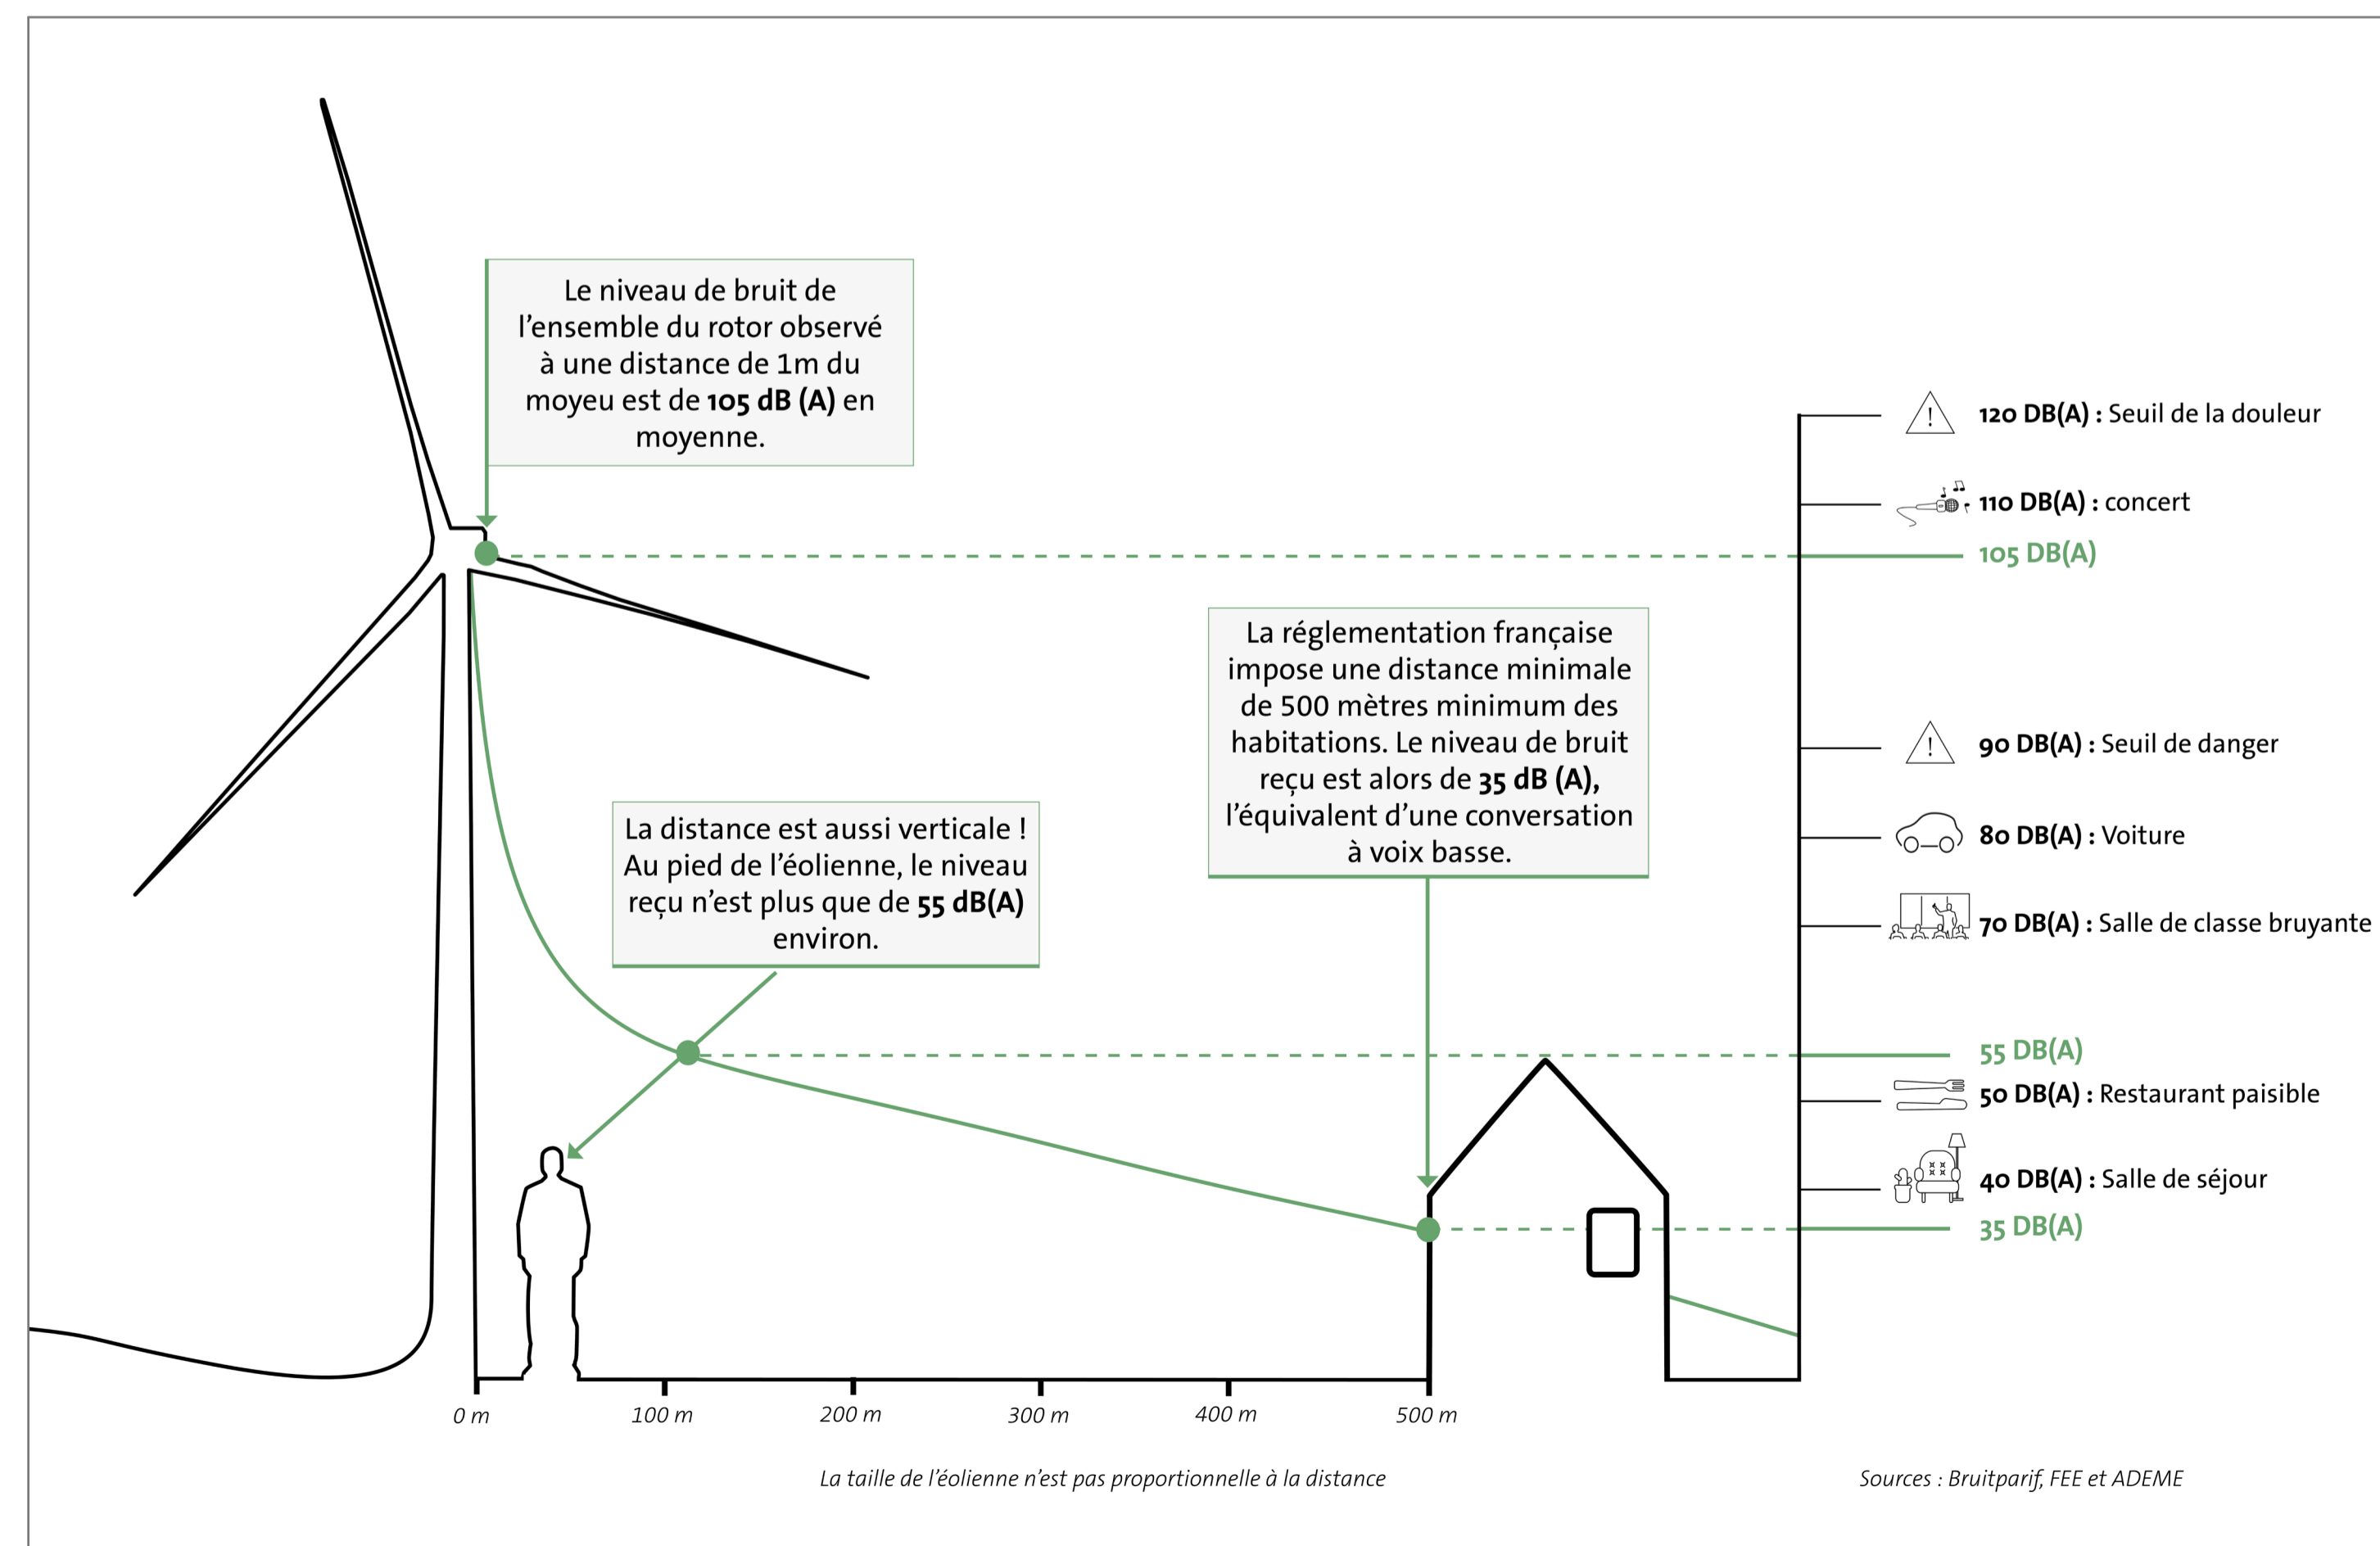 Le niveau de bruit de
l’ensemble du rotor observé
à une distance de 1m du
moyeu est de 105 dB (A) en
moyenne.
La distance est aussi verticale !
Au pied de l’éolienne, le niveau
reçu n’est plus que de 55 dB(A)
environ.
La réglementation française
impose une distance minimale
de 500 mètres minimum des
habitations. Le niveau de bruit
reçu est alors de 35 dB (A),
l’équivalent d’une conversation
à voix basse.
120 DB(A) : Seuil de la douleur
110 DB(A) : concert
105 DB(A)
90 DB(A) : Seuil de danger
80 DB(A) : Voiture
70 DB(A) : Salle de classe bruyante
55 DB(A)
50 DB(A) : Restaurant paisible
40 DB(A) : Salle de séjour
35 DB(A)
0 m 100 m 200 m 300 m 400 m 500 m
La taille de l’éolienne n’est pas proportionnelle à la distance
Sources : Bruitparif, FEE et ADEME